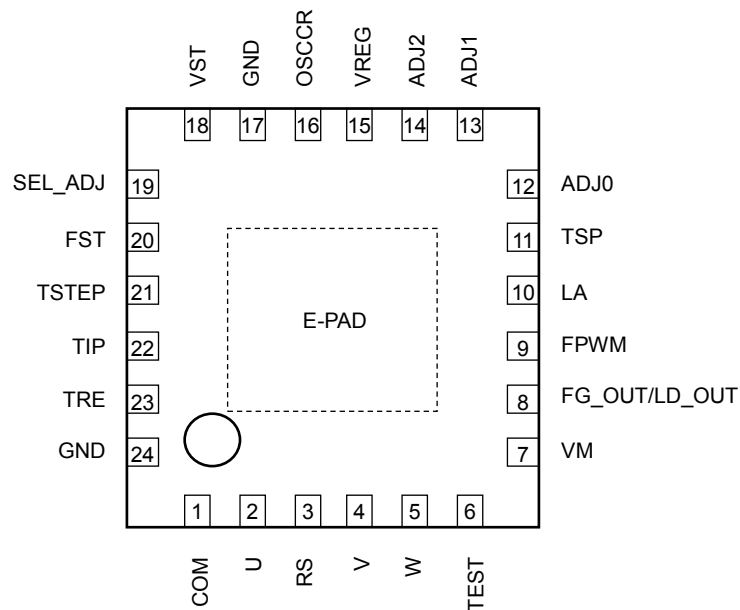 VST
GND
OSCCR
VREG
ADJ2
ADJ1
18
17
16
15
14
13
SEL_ADJ 19
FST 20
TSTEP 21
TIP 22
TRE 23
GND 24
E-PAD
12 ADJ0
11 TSP
10 LA
9 FPWM
8 FG_OUT/LD_OUT
7 VM
1
2
3
4
5
6
COM
U
RS
V
W
TEST